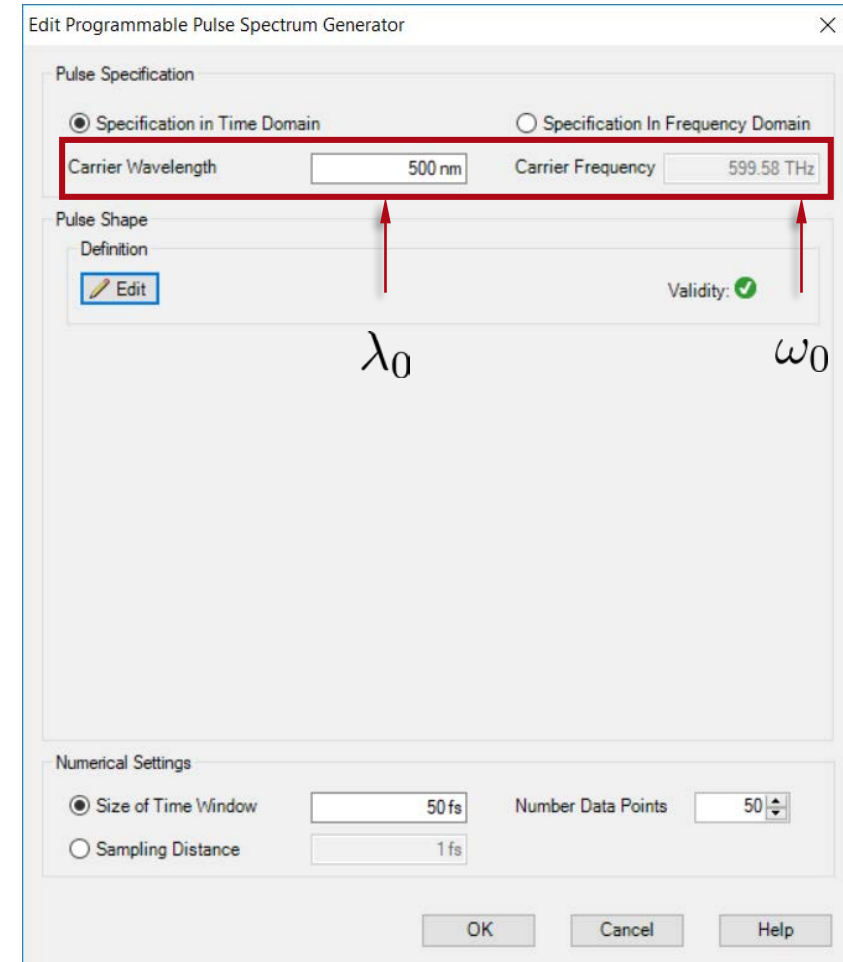 Edit Programmable Pulse Spectrum Generator
Pulse Specification
Specification in Time Domain Specification In Frequency Domain
Carrier Wavelength 500 nm Carrier Frequency 599.58 THz
Pulse Shape
Definition
Edit Validity:
λ0 ω0
Numerical Settings
Size of Time Window 50 fs Number Data Points 50
Sampling Distance 1 fs
OK Cancel Help